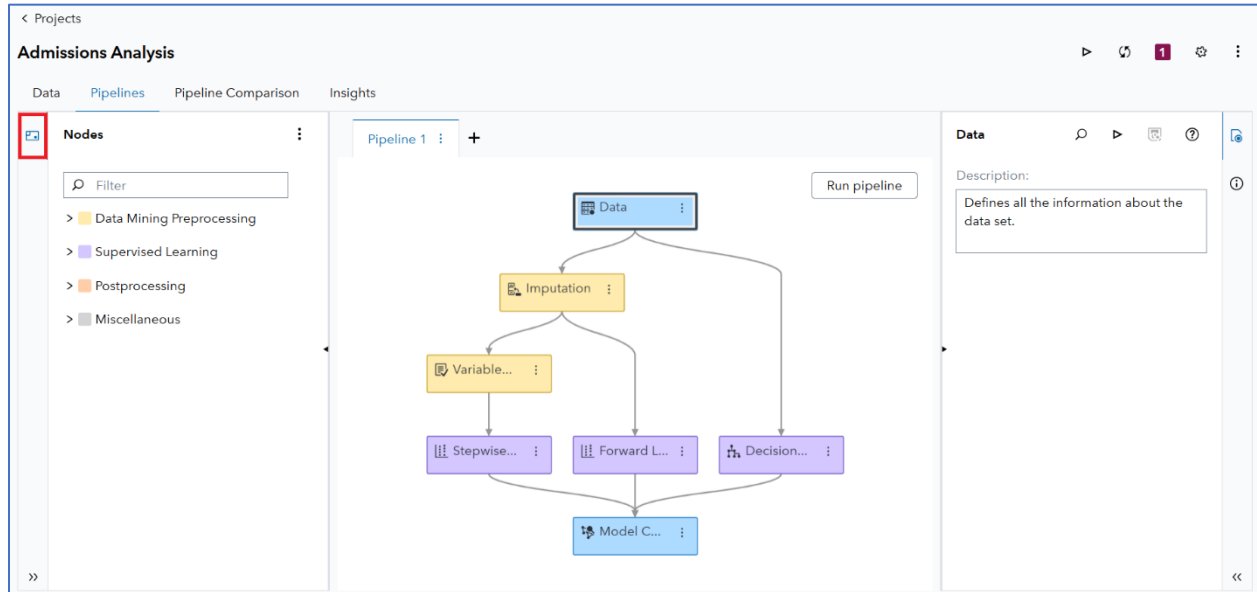 Projects
Admissions Analysis
1
Data Pipelines Pipeline Comparison Insights
Nodes
Filter
Data Mining Preprocessing
Supervised Learning
Postprocessing
Miscellaneous
Pipeline 1
Run pipeline
Data
Imputation
Variable...
Stepwise... Forward L... Decision...
Model C...
Data
Description:
Defines all the information about the
data set.